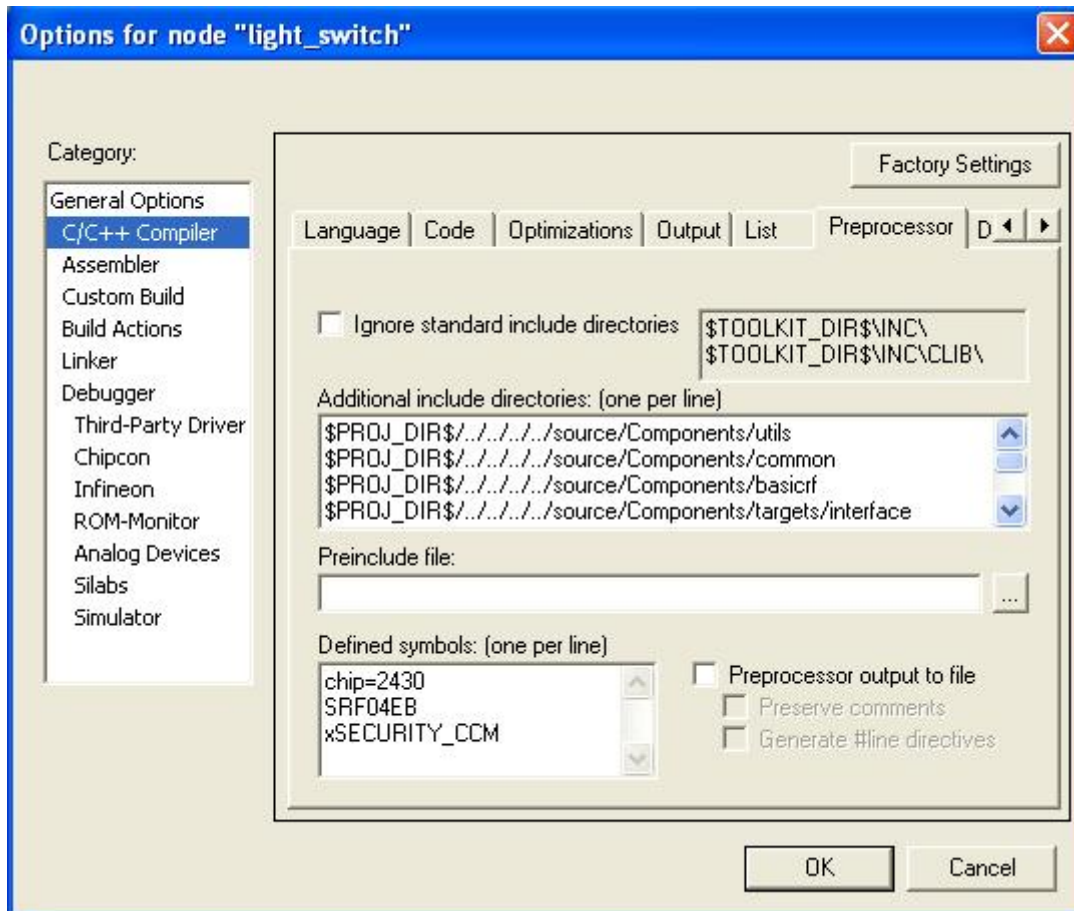 Options for node "light_switch"
Category:
General Options
C/C++ Compiler
Assembler
Custom Build
Build Actions
Linker
Debugger
Third-Party Driver
Chipcon
Infineon
ROM-Monitor
Analog Devices
Silabs
Simulator
Factory Settings
Language Code Optimizations Output List Preprocessor D
Ignore standard include directories
$TOOLKIT_DIR$\INC\
$TOOLKIT_DIR$\INC\CLIB\
Additional include directories: (one per line)
$PROJ_DIR$/../../../../source/Components/utils
$PROJ_DIR$/../../../../source/Components/common
$PROJ_DIR$/../../../../source/Components/basicrf
$PROJ_DIR$/../../../../source/Components/targets/interface
Preinclude file:
...
Defined symbols: (one per line)
chip=2430
SRF04EB
xSECURITY_CCM
Preprocessor output to file
Preserve comments
Generate #line directives
OK Cancel